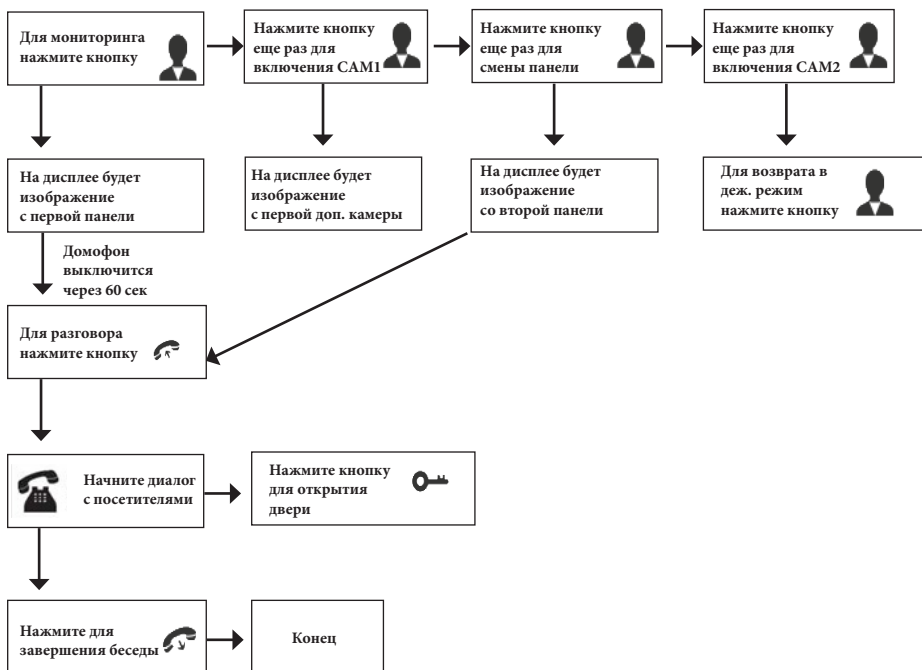 Для мониторинга
нажмите кнопку
Нажмите кнопку
еще раз для
включения CAM1
Нажмите кнопку
еще раз для
смены панели
Нажмите кнопку
еще раз для
включения CAM2
На дисплее будет
изображение
с первой панели
На дисплее будет
изображение
с первой доп. камеры
На дисплее будет
изображение
со второй панели
Для возврата в
деж. режим
нажмите кнопку
Домофон
выключится
через 60 сек
Для разговора
нажмите кнопку
Начните диалог
с посетителями
Нажмите кнопку
для открытия
двери
Нажмите для
завершения беседы
Конец